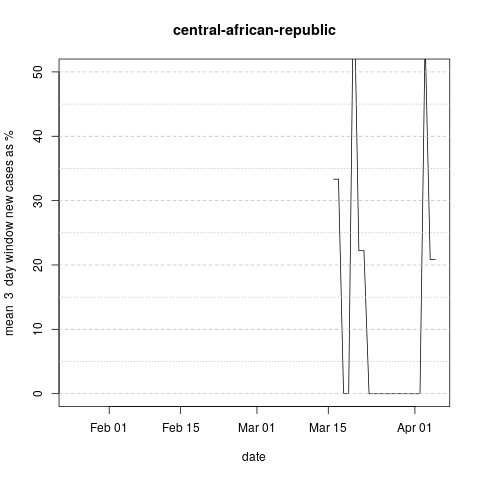 central-african-republic
mean 3 day window new cases as %
50
40
30
20
10
0
Feb 01 Feb 15 Mar 01 Mar 15 Apr 01
date